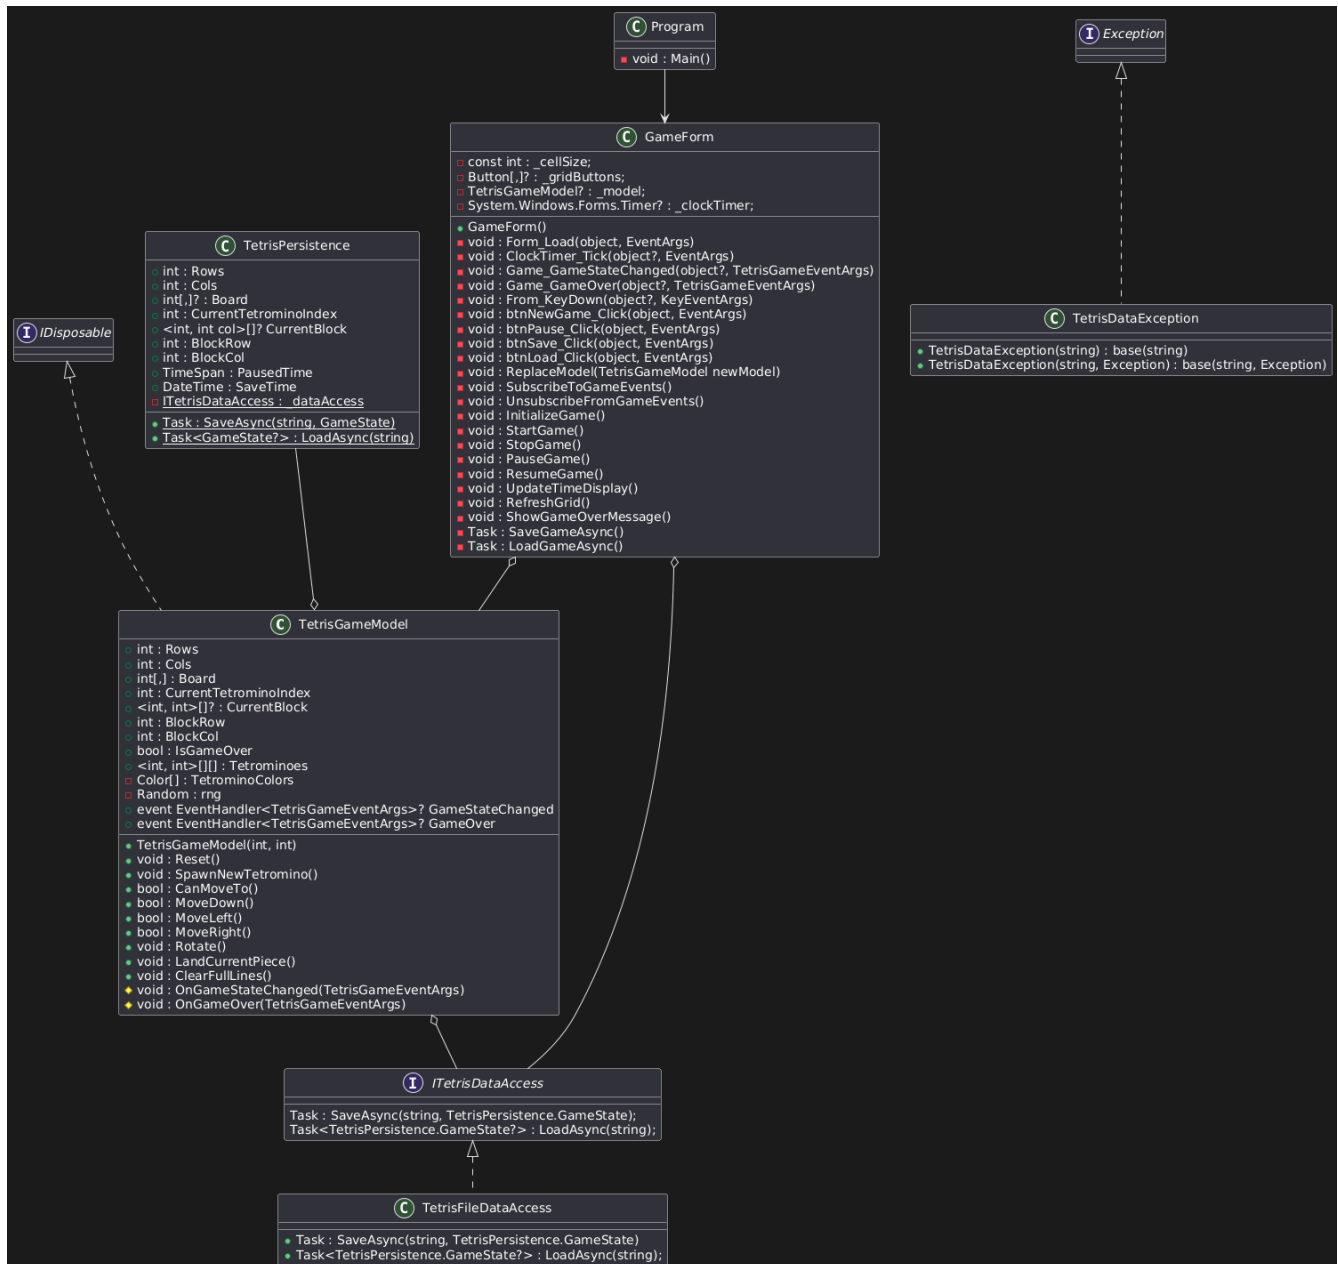 C Program
void : Main()
I Exception
C GameForm
const int : _cellSize;
Button[,]? : _gridButtons;
TetrisGameModel? : _model;
System.Windows.Forms.Timer? : _clockTimer;
GameForm()
void : Form_Load(object, EventArgs)
void : ClockTimer_Tick(object?, EventArgs)
void : Game_GameStateChanged(object?, TetrisGameEventArgs)
void : Game_GameOver(object?, TetrisGameEventArgs)
void : From_KeyDown(object?, KeyEventArgs)
void : btnNewGame_Click(object, EventArgs)
void : btnPause_Click(object, EventArgs)
void : btnSave_Click(object, EventArgs)
void : btnLoad_Click(object, EventArgs)
void : ReplaceModel(TetrisGameModel newModel)
void : SubscribeToGameEvents()
void : UnsubscribeFromGameEvents()
void : InitializeGame()
void : StartGame()
void : StopGame()
void : PauseGame()
void : ResumeGame()
void : UpdateTimeDisplay()
void : RefreshGrid()
void : ShowGameOverMessage()
Task : SaveGameAsync()
Task : LoadGameAsync()
C TetrisPersistence
int : Rows
int : Cols
int[,]? : Board
int : CurrentTetrominoIndex
<int, int col>[]? CurrentBlock
int : BlockRow
int : BlockCol
TimeSpan : PausedTime
DateTime : SaveTime
ITetrisDataAccess : _dataAccess
Task : SaveAsync(string, GameState)
Task<GameState?> : LoadAsync(string)
I IDisposable
C TetrisDataException
TetrisDataException(string) : base(string)
TetrisDataException(string, Exception) : base(string, Exception)
C TetrisGameModel
int : Rows
int : Cols
int[,] : Board
int : CurrentTetrominoIndex
<int, int>[]? : CurrentBlock
int : BlockRow
int : BlockCol
bool : IsGameOver
<int, int>[][] : Tetrominoes
Color[] : TetrominoColors
Random : rng
event EventHandler<TetrisGameEventArgs>? GameStateChanged
event EventHandler<TetrisGameEventArgs>? GameOver
TetrisGameModel(int, int)
void : Reset()
void : SpawnNewTetromino()
bool : CanMoveTo()
bool : MoveDown()
bool : MoveLeft()
bool : MoveRight()
void : Rotate()
void : LandCurrentPiece()
void : ClearFullLines()
void : OnGameStateChanged(TetrisGameEventArgs)
void : OnGameOver(TetrisGameEventArgs)
I ITetrisDataAccess
Task : SaveAsync(string, TetrisPersistence.GameState);
Task<TetrisPersistence.GameState?> : LoadAsync(string);
C TetrisFileDataAccess
Task : SaveAsync(string, TetrisPersistence.GameState)
Task<TetrisPersistence.GameState?> : LoadAsync(string);